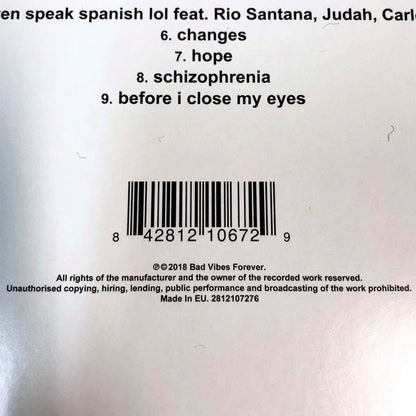 en speak spanish lol feat. Rio Santana, Judah, Carl
6. changes
7. hope
8. schizophrenia
9. before i close my eyes
8 42812 10672 9
℗©2018 Bad Vibes Forever.
All rights of the manufacturer and the owner of the recorded work reserved.
Unauthorised copying, hiring, lending, public performance and broadcasting of the work prohibited.
Made In EU. 2812107276